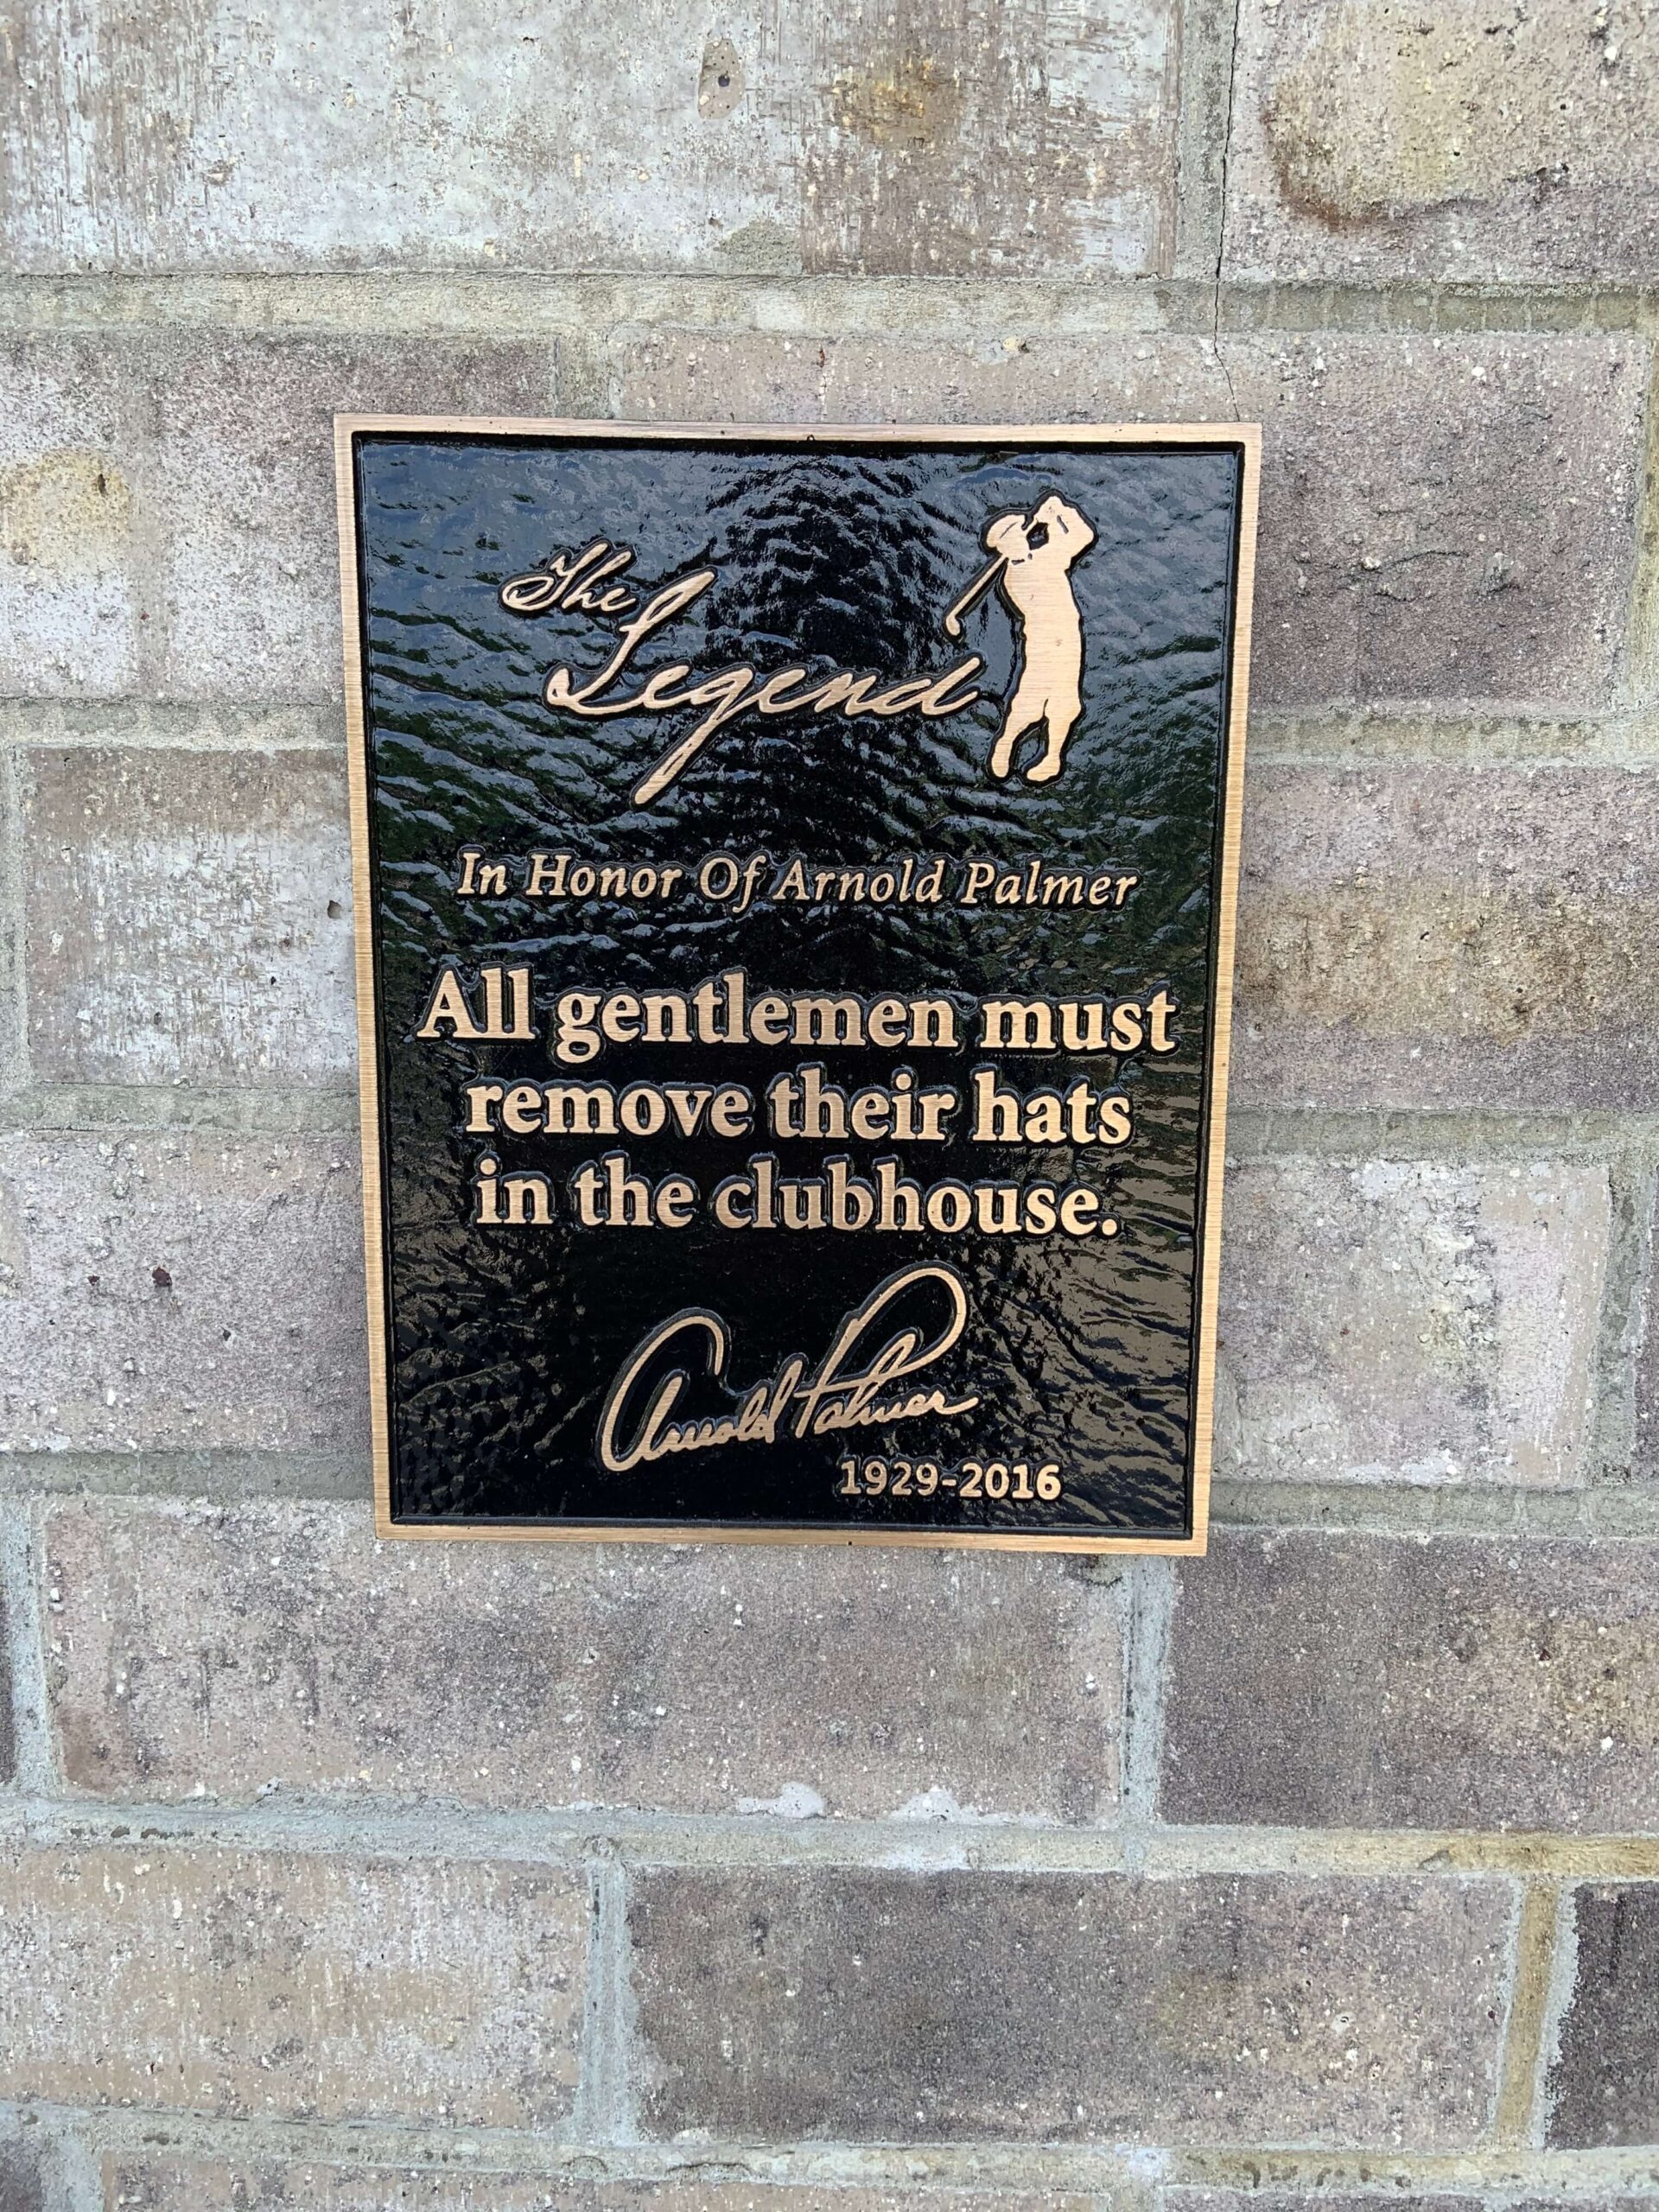 The
Legend
In Honor Of Arnold Palmer
All gentlemen must
remove their hats
in the clubhouse.
Arnold Palmer
1929-2016